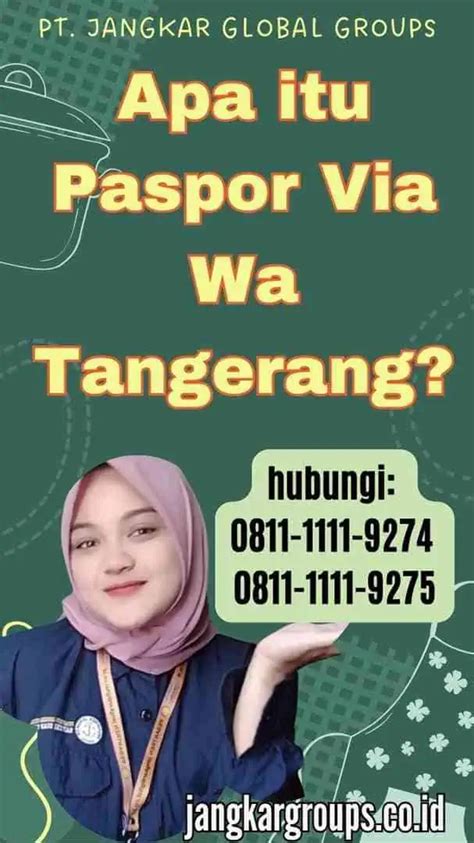 PT. JANGKAR GLOBAL GROUPS
Apa itu
Paspor Via
Wa
Tangerang?
hubungi:
0811-1111-9274
0811-1111-9275
jangkargroups.co.id